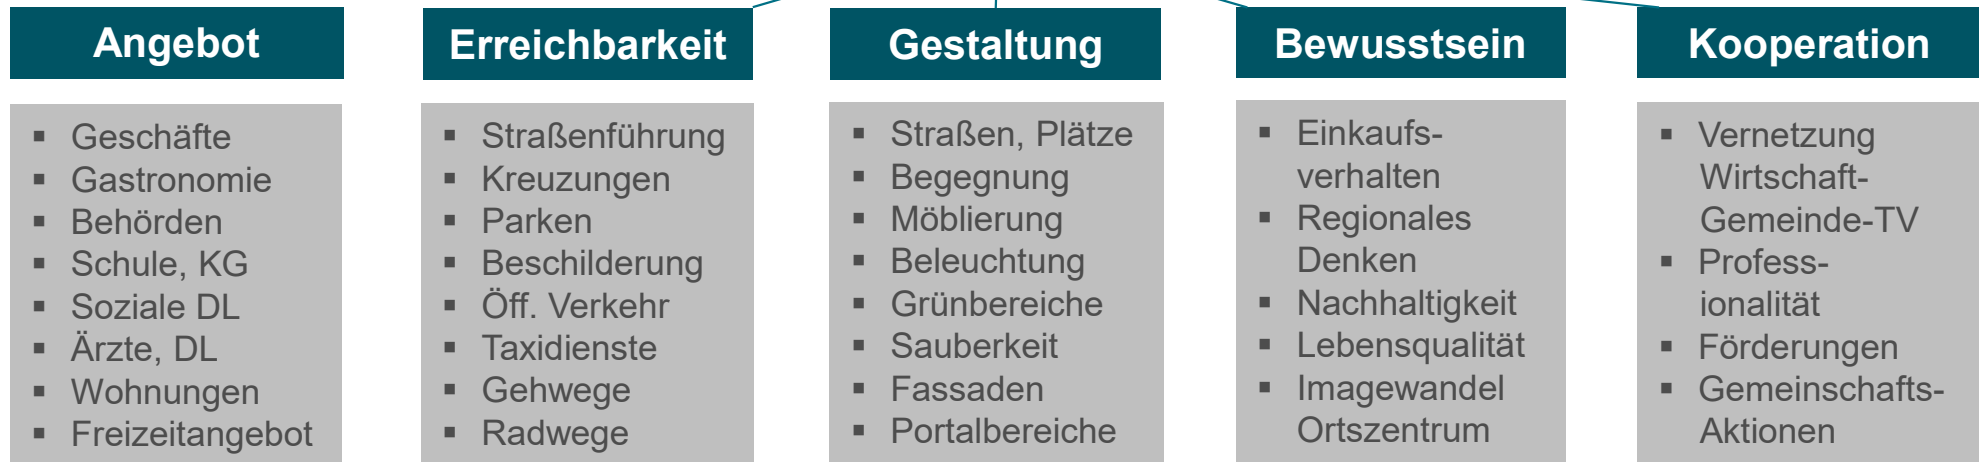 Angebot
▪ Geschäfte
▪ Gastronomie
▪ Behörden
▪ Schule, KG
▪ Soziale DL
▪ Ärzte, DL
▪ Wohnungen
▪ Freizeitangebot
Erreichbarkeit
▪ Straßenführung
▪ Kreuzungen
▪ Parken
▪ Beschilderung
▪ Öff. Verkehr
▪ Taxidienste
▪ Gehwege
▪ Radwege
Gestaltung
▪ Straßen, Plätze
▪ Begegnung
▪ Möblierung
▪ Beleuchtung
▪ Grünbereiche
▪ Sauberkeit
▪ Fassaden
▪ Portalbereiche
Bewusstsein
▪ Einkaufs-
verhalten
▪ Regionales
Denken
▪ Nachhaltigkeit
▪ Lebensqualität
▪ Imagewandel
Ortszentrum
Kooperation
▪ Vernetzung
Wirtschaft-
Gemeinde-TV
▪ Profess-
ionalität
▪ Förderungen
▪ Gemeinschafts-
Aktionen